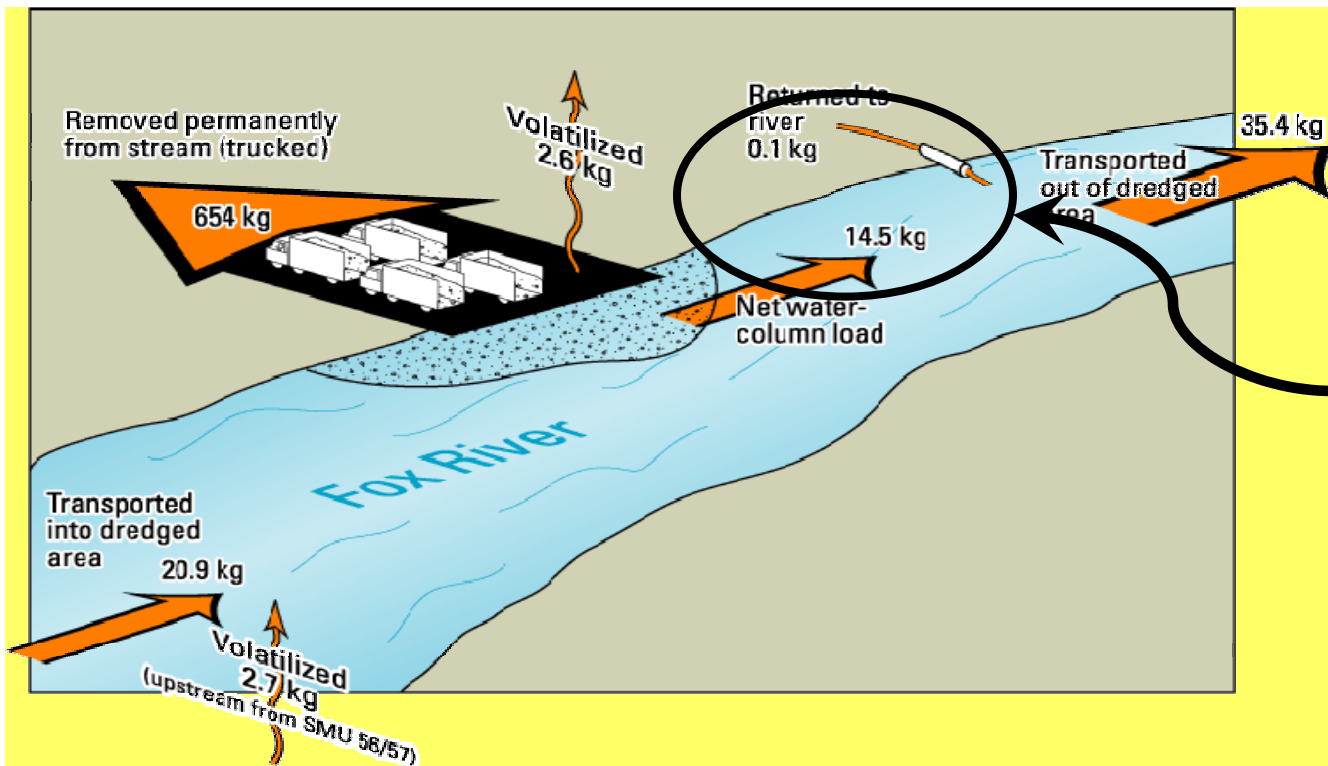 Removed permanently
from stream (trucked)
654 kg
Volatilized
2.6 kg
Returned to
river
0.1 kg
35.4 kg
Transported
out of dredged
area
14.5 kg
Net water-
column load
Fox River
Transported
into dredged
area
20.9 kg
Volatilized
2.7 kg
(upstream from SMU 56/57)